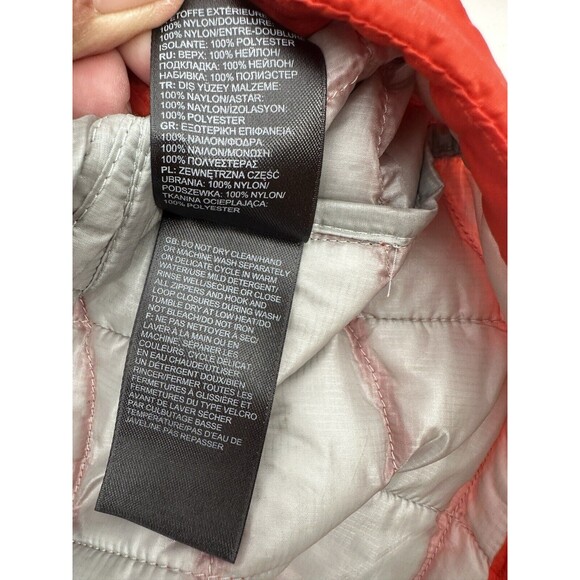 ETOFFE EXTÉRIEURE
100% NYLON/DOUBLURE
100% NYLON/ENTRE-DOUBLURE
ISOLANTE: 100% POLYESTER
RU: ВЕРХ: 100% НЕЙЛОН/
ПОДКЛАДКА: 100% НЕЙЛОН/
НАБИВКА: 100% ПОЛИЭСТЕР
TR: DIŞ YÜZEY MALZEME:
100% NAYLON/ASTAR:
100% NAYLON/İZOLASYON:
100% POLYESTER
GR: ΕΞΩΤΕΡΙΚΗ ΕΠΙΦΑΝΕΙΑ:
100% ΝΑΪΛΟΝ/ΦΟΔΡΑ:
100% ΝΑΪΛΟΝ/ΜΟΝΩΣΗ:
100% ΠΟΛΥΕΣΤΕΡΑΣ
PL: ZEWNĘTRZNA CZĘŚĆ
UBRANIA: 100% NYLON/
PODSZEWKA: 100% NYLON/
TKANINA OCIEPLAJĄCA:
100% POLYESTER
GB: DO NOT DRY CLEAN/HAND
OR MACHINE WASH SEPARATELY
ON DELICATE CYCLE IN WARM
WATER/USE MILD DETERGENT/
RINSE WELL/SECURE OR CLOSE
ALL ZIPPERS AND HOOK AND
LOOP CLOSURES DURING WASH/
TUMBLE DRY AT LOW HEAT/DO
NOT BLEACH/DO NOT IRON
F: NE PAS NETTOYER À SEC/
LAVER À LA MAIN OU EN
MACHINE, SÉPARER LES
COULEURS, CYCLE DÉLICAT
EN EAU CHAUDE/UTILISER
UN DETERGENT DOUX/BIEN
RINCER/FERMER TOUTES LES
FERMETURES À GLISSIÈRE ET
FERMETURES DU TYPE VELCRO
AVANT DE LAVER SÉCHER
PAR CULBUTAGE BASSE
TEMPÉRATURE/PAS D'EAU DE
JAVEL/NE PAS REPASSER